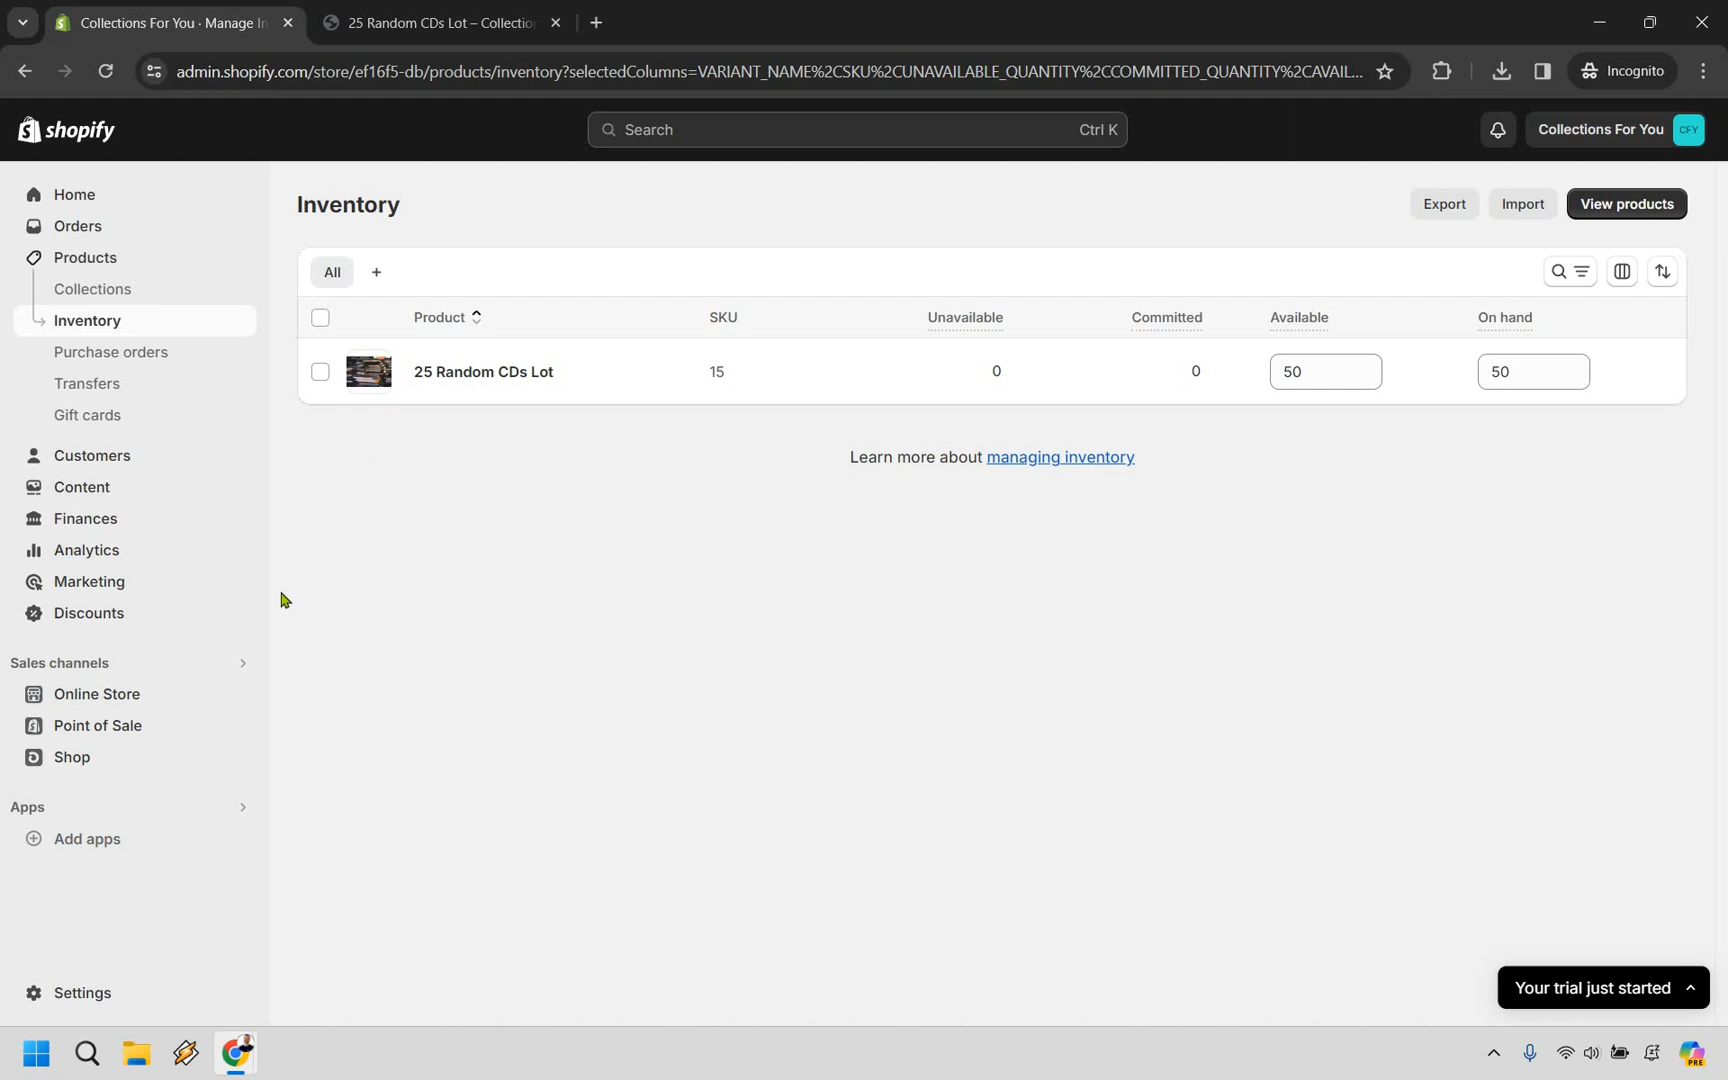 Collections For You · Manage In
25 Random CDs Lot – Collection
admin.shopify.com/store/ef16f5-db/products/inventory?selectedColumns=VARIANT_NAME%2CSKU%2CUNAVAILABLE_QUANTITY%2CCOMMITTED_QUANTITY%2CAVAIL...
Incognito
shopify
Search
Ctrl K
Collections For You
CFY
Home
Orders
Products
Collections
Inventory
Purchase orders
Transfers
Gift cards
Customers
Content
Finances
Analytics
Marketing
Discounts
Sales channels
Online Store
Point of Sale
Shop
Apps
Add apps
Settings
Inventory
Export
Import
View products
All
Product
SKU
Unavailable
Committed
Available
On hand
25 Random CDs Lot
15
0
0
50
50
Learn more about managing inventory
Your trial just started
PRE